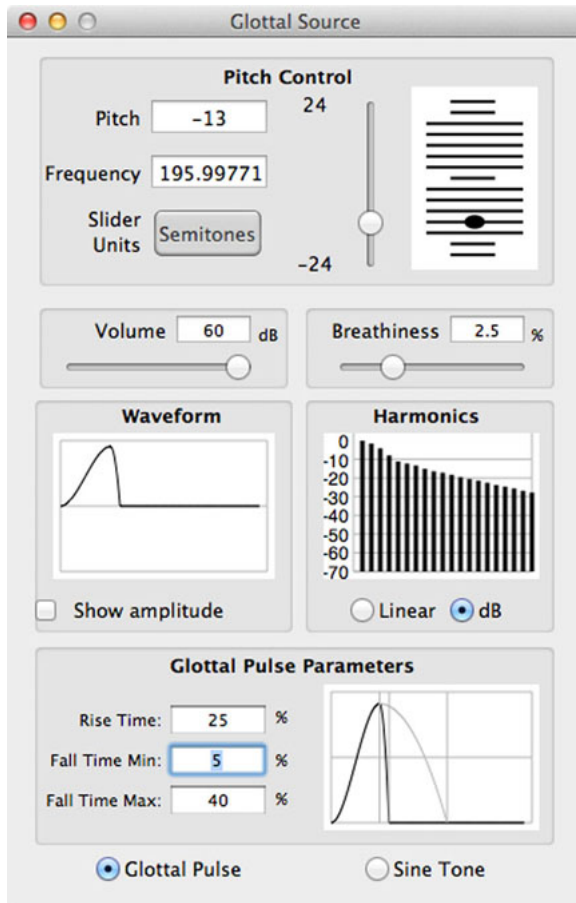 Glottal Source
Pitch Control
Pitch -13 24
Frequency 195.99771
Slider Units Semitones
-24
Volume 60 dB
Breathiness 2.5 %
Waveform
Show amplitude
Harmonics
0
-10
-20
-30
-40
-50
-60
-70
Linear dB
Glottal Pulse Parameters
Rise Time: 25 %
Fall Time Min: 5 %
Fall Time Max: 40 %
Glottal Pulse Sine Tone